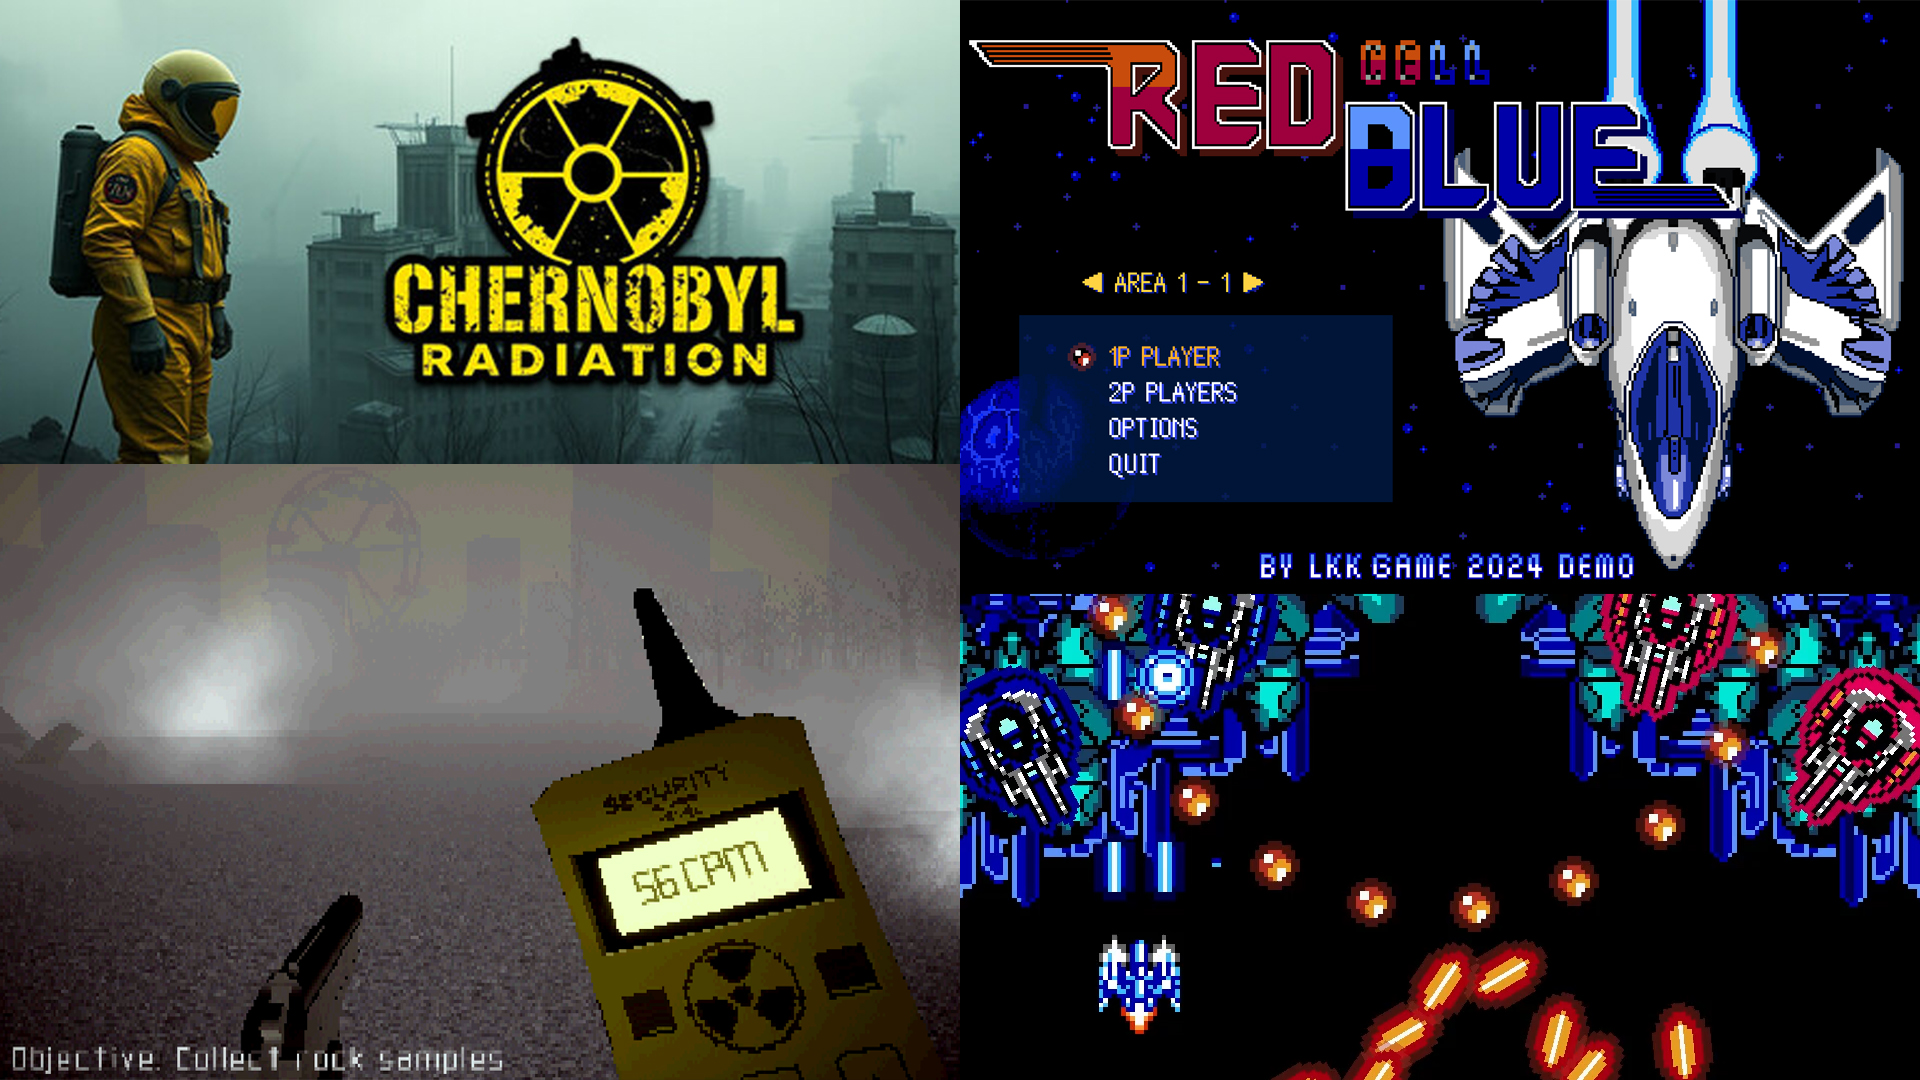 CHERNOBYL
RADIATION
SECURITY
56 CPM
Objective: Collect rock samples
RED
CELL
BLUE
AREA 1 - 1
1P PLAYER
2P PLAYERS
OPTIONS
QUIT
BY LKK GAME 2024 DEMO